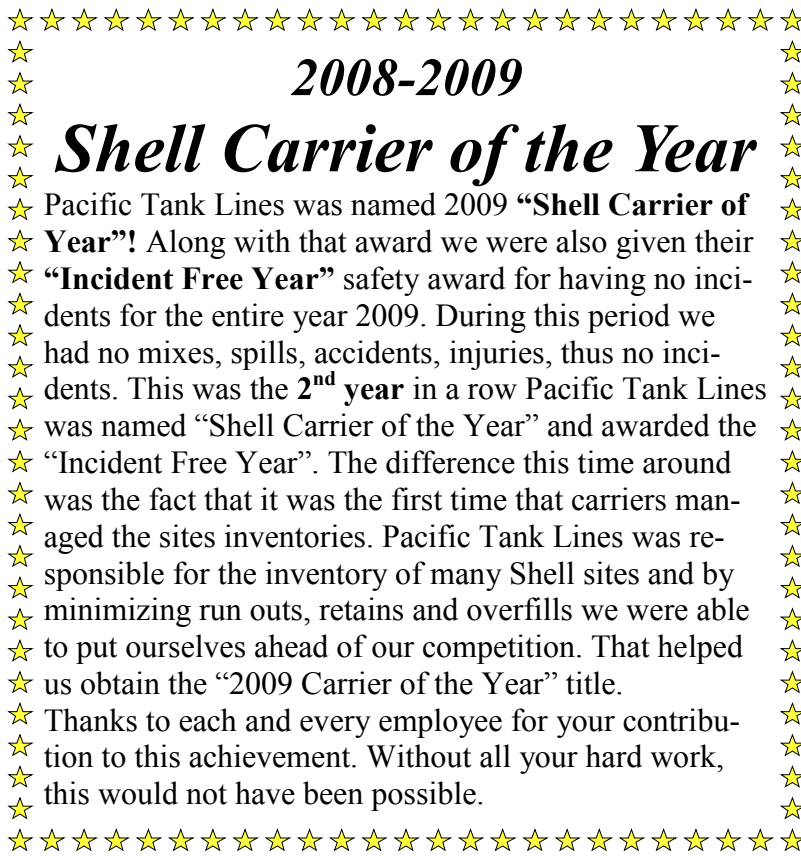 2008-2009
Shell Carrier of the Year
Pacific Tank Lines was named 2009 “Shell Carrier of
Year”! Along with that award we were also given their
“Incident Free Year” safety award for having no inci-
dents for the entire year 2009. During this period we
had no mixes, spills, accidents, injuries, thus no inci-
dents. This was the 2nd year in a row Pacific Tank Lines
was named “Shell Carrier of the Year” and awarded the
“Incident Free Year”. The difference this time around
was the fact that it was the first time that carriers man-
aged the sites inventories. Pacific Tank Lines was re-
sponsible for the inventory of many Shell sites and by
minimizing run outs, retains and overfills we were able
to put ourselves ahead of our competition. That helped
us obtain the “2009 Carrier of the Year” title.
Thanks to each and every employee for your contribu-
tion to this achievement. Without all your hard work,
this would not have been possible.